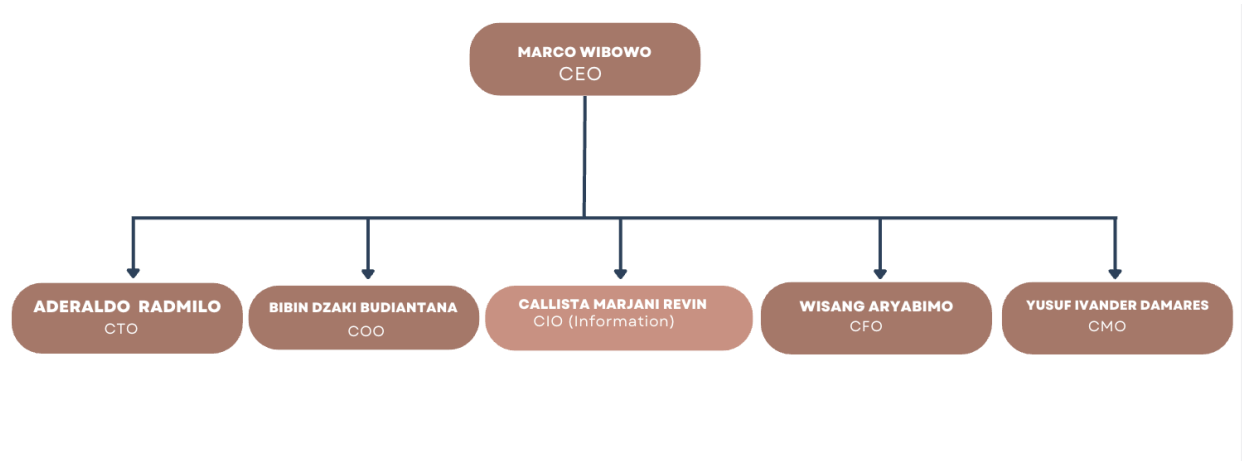 MARCO WIBOWO
CEO
ADERALDO RADMILO
CTO
BIBIN DZAKI BUDIANTANA
COO
CALLISTA MARJANI REVIN
CIO (Information)
WISANG ARYABIMO
CFO
YUSUF IVANDER DAMARES
CMO